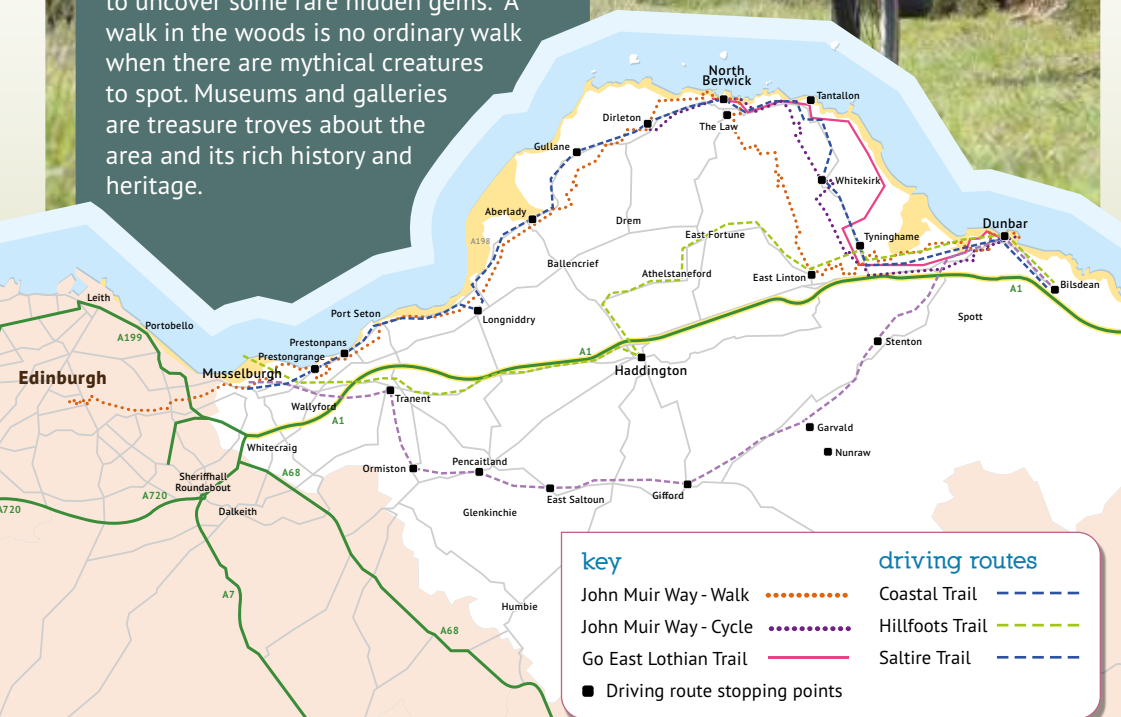 to uncover some rare hidden gems. A
walk in the woods is no ordinary walk
when there are mythical creatures
to spot. Museums and galleries
are treasure troves about the
area and its rich history and
heritage.
North
Berwick
Tantallon
Dirleton
The Law
Gullane
Whitekirk
Aberlady
Drem
Dunbar
A198
East Fortune
Tyninghame
Ballencrief
Athelstaneford
East Linton
Bilsdean
A1
Leith
Port Seton
Longniddry
Spott
Portobello
A199
Prestonpans
Stenton
Prestongrange
A1
Edinburgh
Musselburgh
Haddington
Tranent
Wallyford
A1
Garvald
Whitecraig
Nunraw
Pencaitland
Ormiston
A68
Sheriffhall
Roundabout
A720
Gifford
East Saltoun
A720
Dalkeith
Glenkinchie
A7
Humbie
A68
key
John Muir Way - Walk
John Muir Way - Cycle
Go East Lothian Trail
Driving route stopping points
driving routes
Coastal Trail
Hillfoots Trail
Saltire Trail